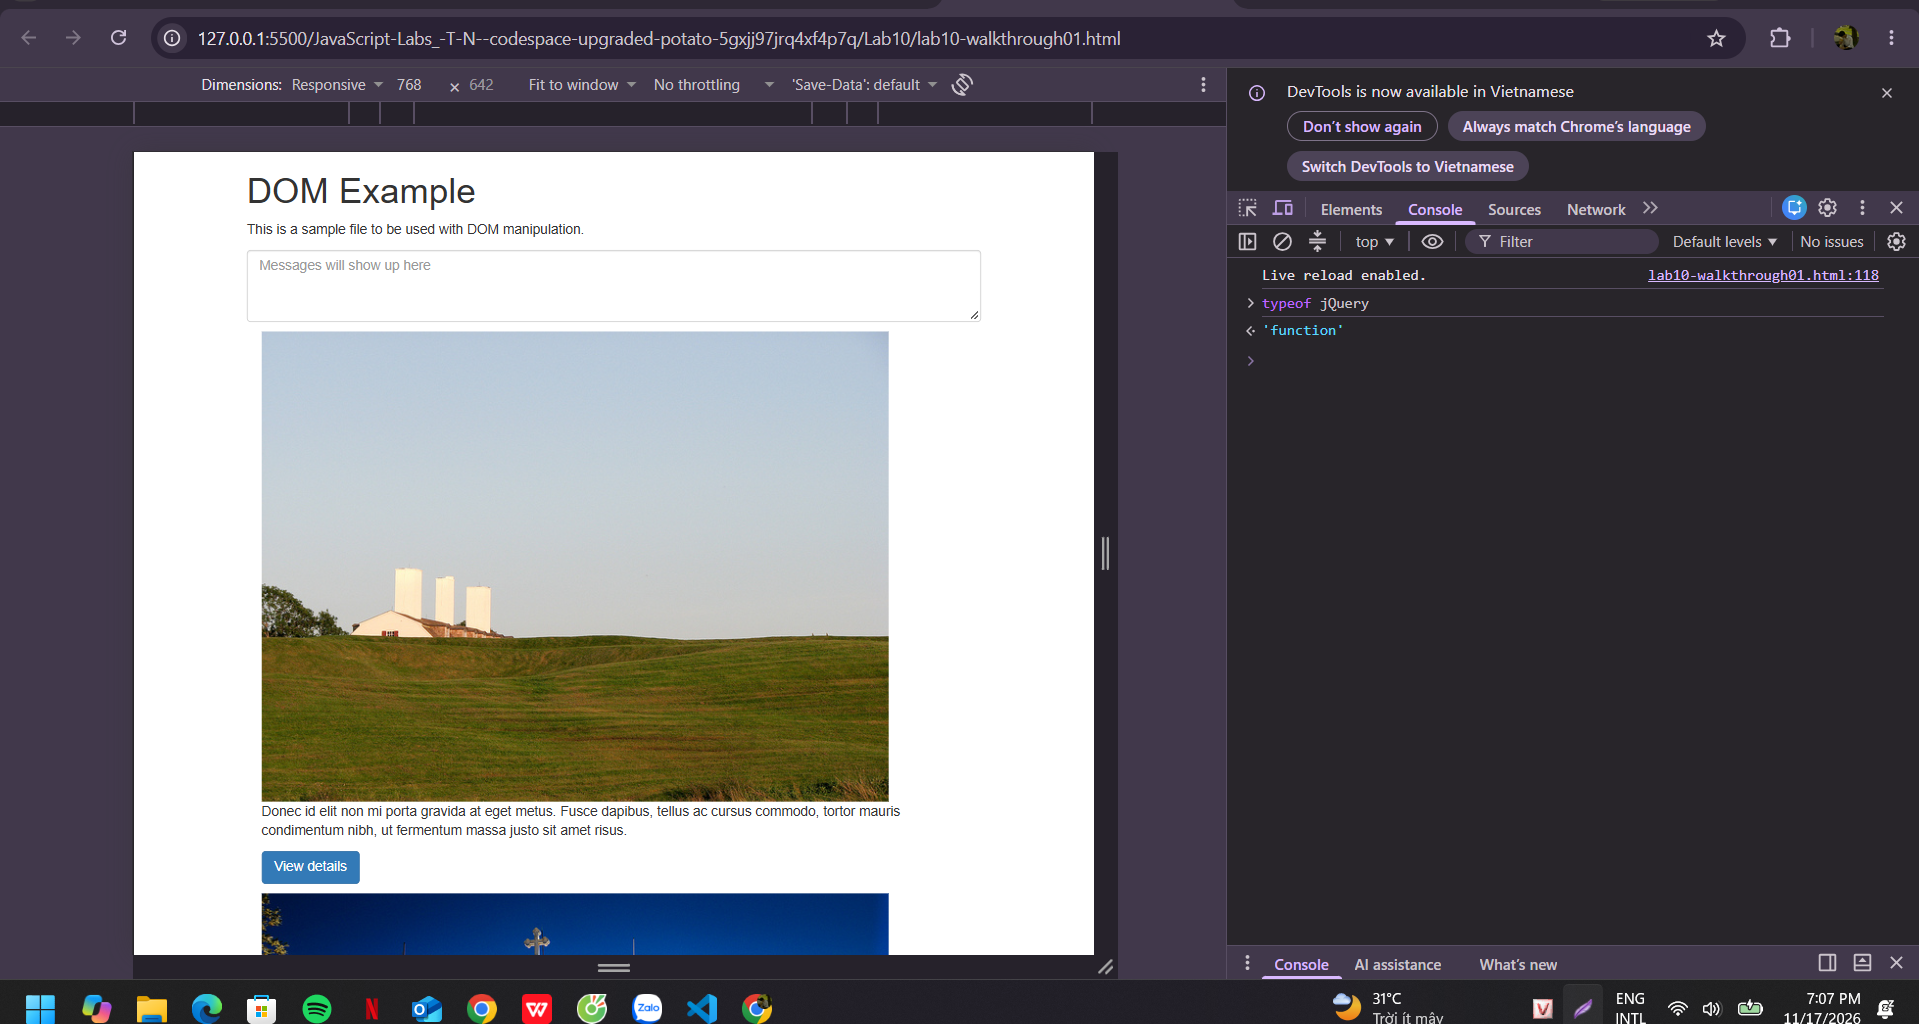 127.0.0.1:5500/JavaScript-Labs_-T-N--codespace-upgraded-potato-5gxjj97jrq4xf4p7q/Lab10/lab10-walkthrough01.html
Dimensions: Responsive 768 × 642 Fit to window No throttling 'Save-Data': default
DOM Example
This is a sample file to be used with DOM manipulation.
Messages will show up here
Donec id elit non mi porta gravida at eget metus. Fusce dapibus, tellus ac cursus commodo, tortor mauris
condimentum nibh, ut fermentum massa justo sit amet risus.
View details
DevTools is now available in Vietnamese
Don't show again Always match Chrome's language
Switch DevTools to Vietnamese
Elements Console Sources Network
top Filter Default levels No issues
Live reload enabled. lab10-walkthrough01.html:118
typeof jQuery
'function'
Console AI assistance What's new
Zalo
31°C
Trời ít mây
ENG
INTL
7:07 PM
11/17/2026